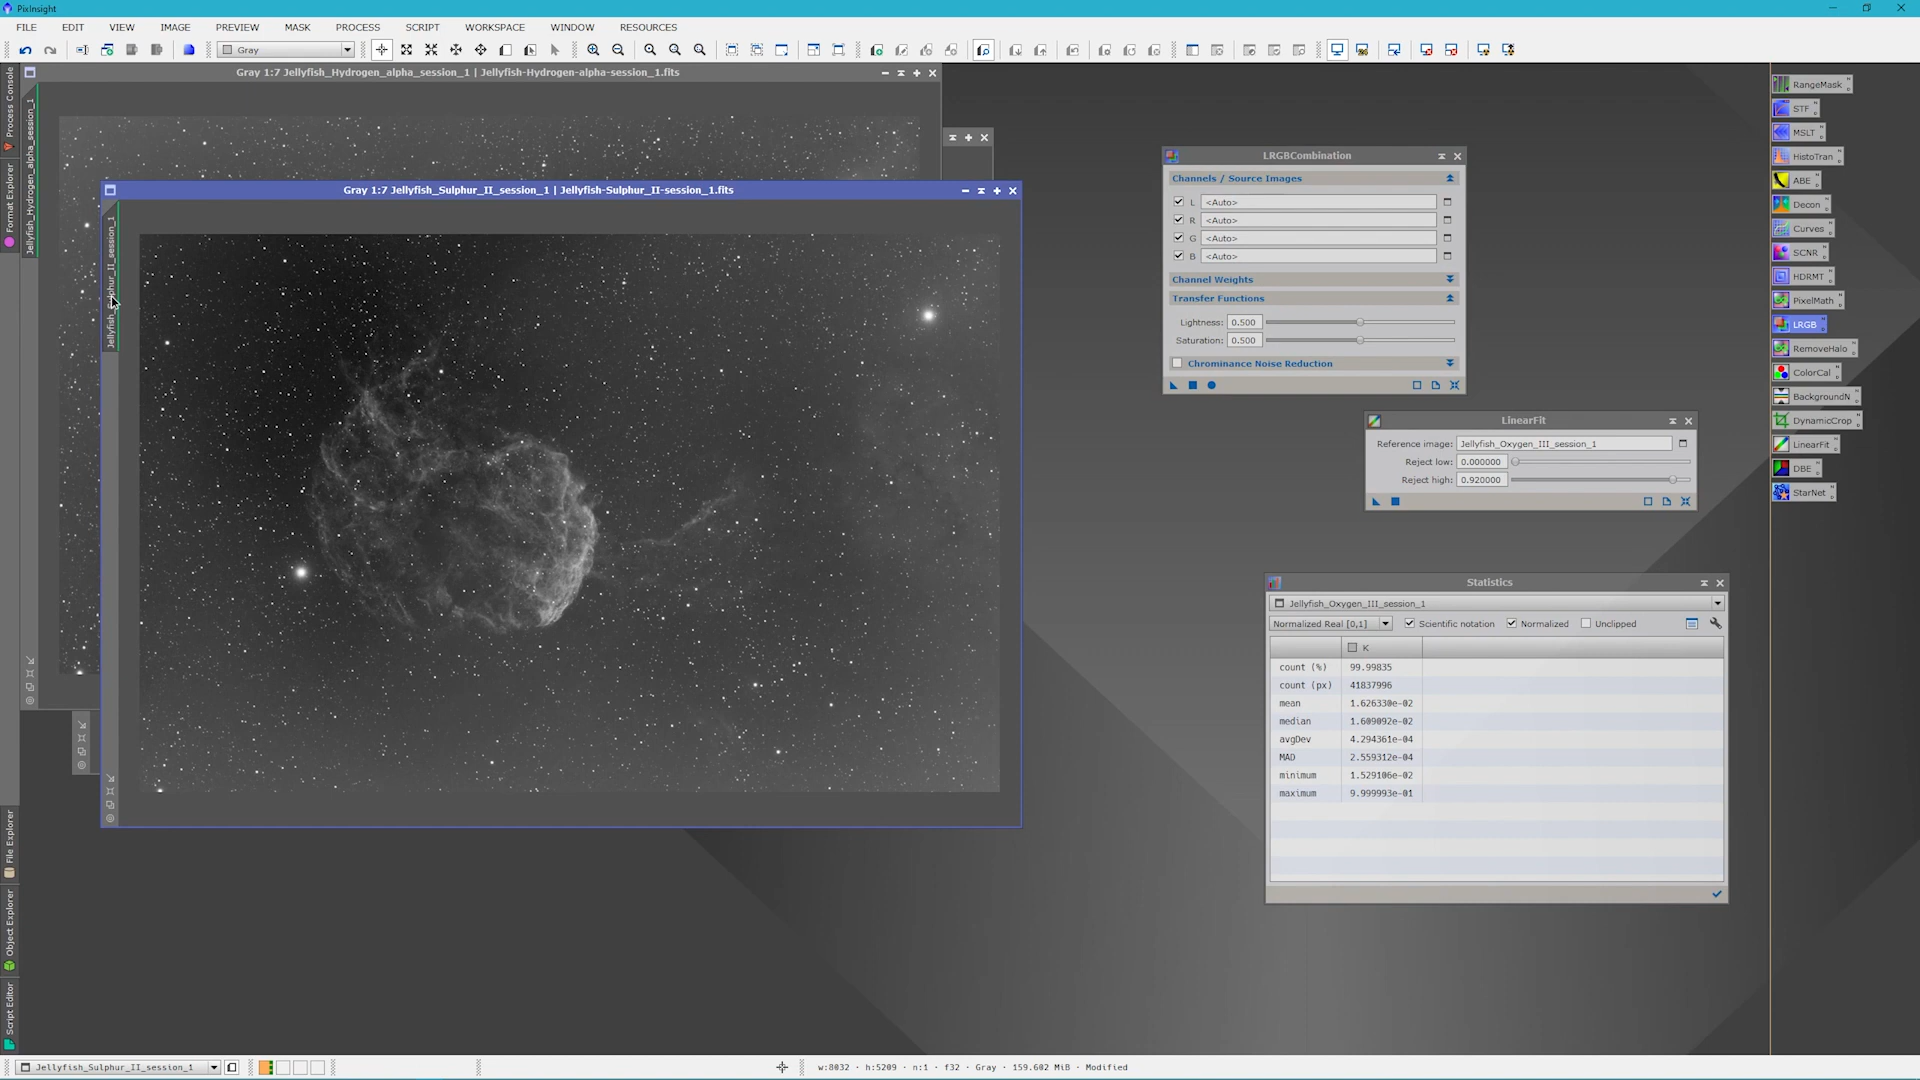 PixInsight
FILE EDIT VIEW IMAGE PREVIEW MASK PROCESS SCRIPT WORKSPACE WINDOW RESOURCES
Gray
Process Console
Format Explorer
File Explorer
Object Explorer
Script Editor
Gray 1:7 Jellyfish_Hydrogen_alpha_session_1 | Jellyfish-Hydrogen-alpha-session_1.fits
Jellyfish_Hydrogen_alpha_session_1
Gray 1:7 Jellyfish_Sulphur_II_session_1 | Jellyfish-Sulphur_II-session_1.fits
Jellyfish_Sulphur_II_session_1
LRGBCombination
Channels / Source Images
L <Auto>
R <Auto>
G <Auto>
B <Auto>
Channel Weights
Transfer Functions
Lightness: 0.500
Saturation: 0.500
Chrominance Noise Reduction
LinearFit
Reference image: Jellyfish_Oxygen_III_session_1
Reject low: 0.000000
Reject high: 0.920000
Statistics
Jellyfish_Oxygen_III_session_1
Normalized Real [0,1] Scientific notation Normalized Unclipped
K
count (%) 99.99835
count (px) 41837996
mean 1.626330e-02
median 1.609092e-02
avgDev 4.294361e-04
MAD 2.559312e-04
minimum 1.529106e-02
maximum 9.999993e-01
RangeMask
STF
MSLT
HistoTran
ABE
Decon
Curves
SCNR
HDRMT
PixelMath
LRGB
RemoveHalo
ColorCal
BackgroundN
DynamicCrop
LinearFit
DBE
StarNet
Jellyfish_Sulphur_II_session_1
w:8032 · h:5209 · n:1 · f32 · Gray · 159.602 MiB · Modified